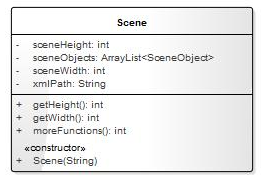 Scene
- sceneHeight: int
- sceneObjects: ArrayList<SceneObject>
- sceneWidth: int
- xmlPath: String
+ getHeight(): int
+ getWidth(): int
+ moreFunctions(): int
«constructor»
+ Scene(String)